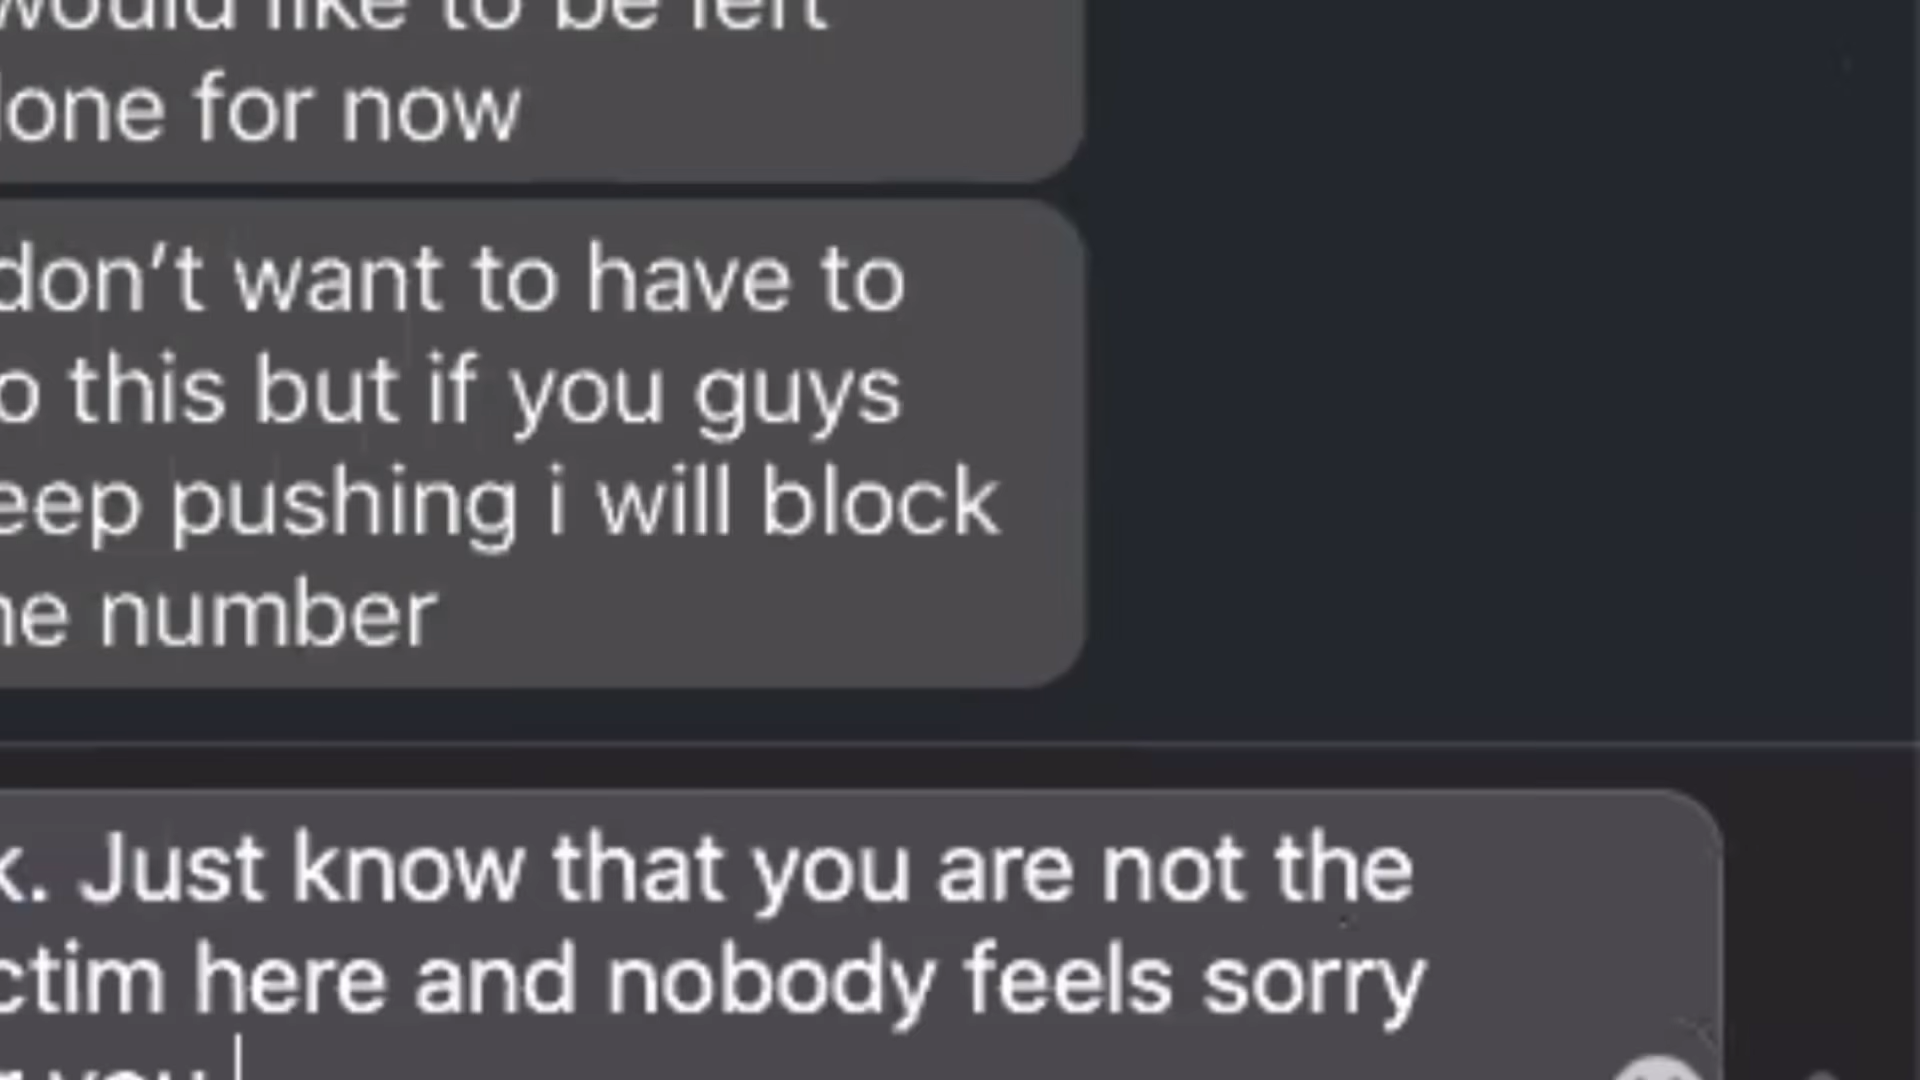 would like to be left
lone for now
don't want to have to
o this but if you guys
eep pushing i will block
he number
k. Just know that you are not the
ctim here and nobody feels sorry
r you